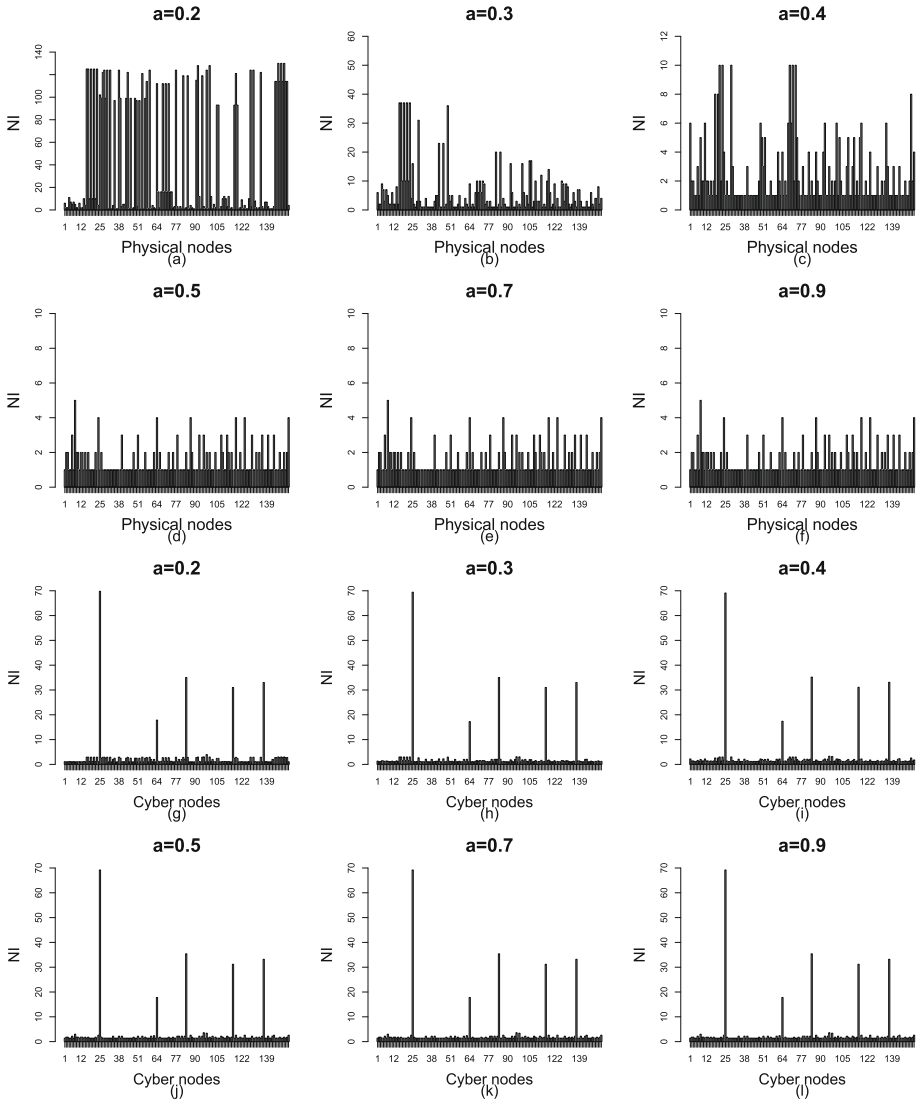 a=0.2 a=0.3 a=0.4
NI 0 20 40 60 80 100 120 140
NI 0 10 20 30 40 50 60
NI 0 2 4 6 8 10 12
1 12 25 38 51 64 77 90 105 122 139
1 12 25 38 51 64 77 90 105 122 139
1 12 25 38 51 64 77 90 105 122 139
Physical nodes Physical nodes Physical nodes
(a) (b) (c)
a=0.5 a=0.7 a=0.9
NI 0 2 4 6 8 10
NI 0 2 4 6 8 10
NI 0 2 4 6 8 10
1 12 25 38 51 64 77 90 105 122 139
1 12 25 38 51 64 77 90 105 122 139
1 12 25 38 51 64 77 90 105 122 139
Physical nodes Physical nodes Physical nodes
(d) (e) (f)
a=0.2 a=0.3 a=0.4
NI 0 10 20 30 40 50 60 70
NI 0 10 20 30 40 50 60 70
NI 0 10 20 30 40 50 60 70
1 12 25 38 51 64 77 90 105 122 139
1 12 25 38 51 64 77 90 105 122 139
1 12 25 38 51 64 77 90 105 122 139
Cyber nodes Cyber nodes Cyber nodes
(g) (h) (i)
a=0.5 a=0.7 a=0.9
NI 0 10 20 30 40 50 60 70
NI 0 10 20 30 40 50 60 70
NI 0 10 20 30 40 50 60 70
1 12 25 38 51 64 77 90 105 122 139
1 12 25 38 51 64 77 90 105 122 139
1 12 25 38 51 64 77 90 105 122 139
Cyber nodes Cyber nodes Cyber nodes
(j) (k) (l)